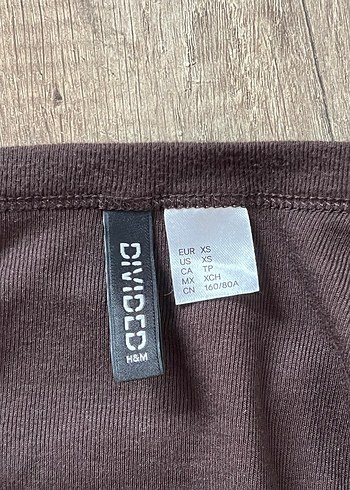 DIVIDED
H&M
EUR XS
US XS
CA TP
MX XCH
CN 160/80A